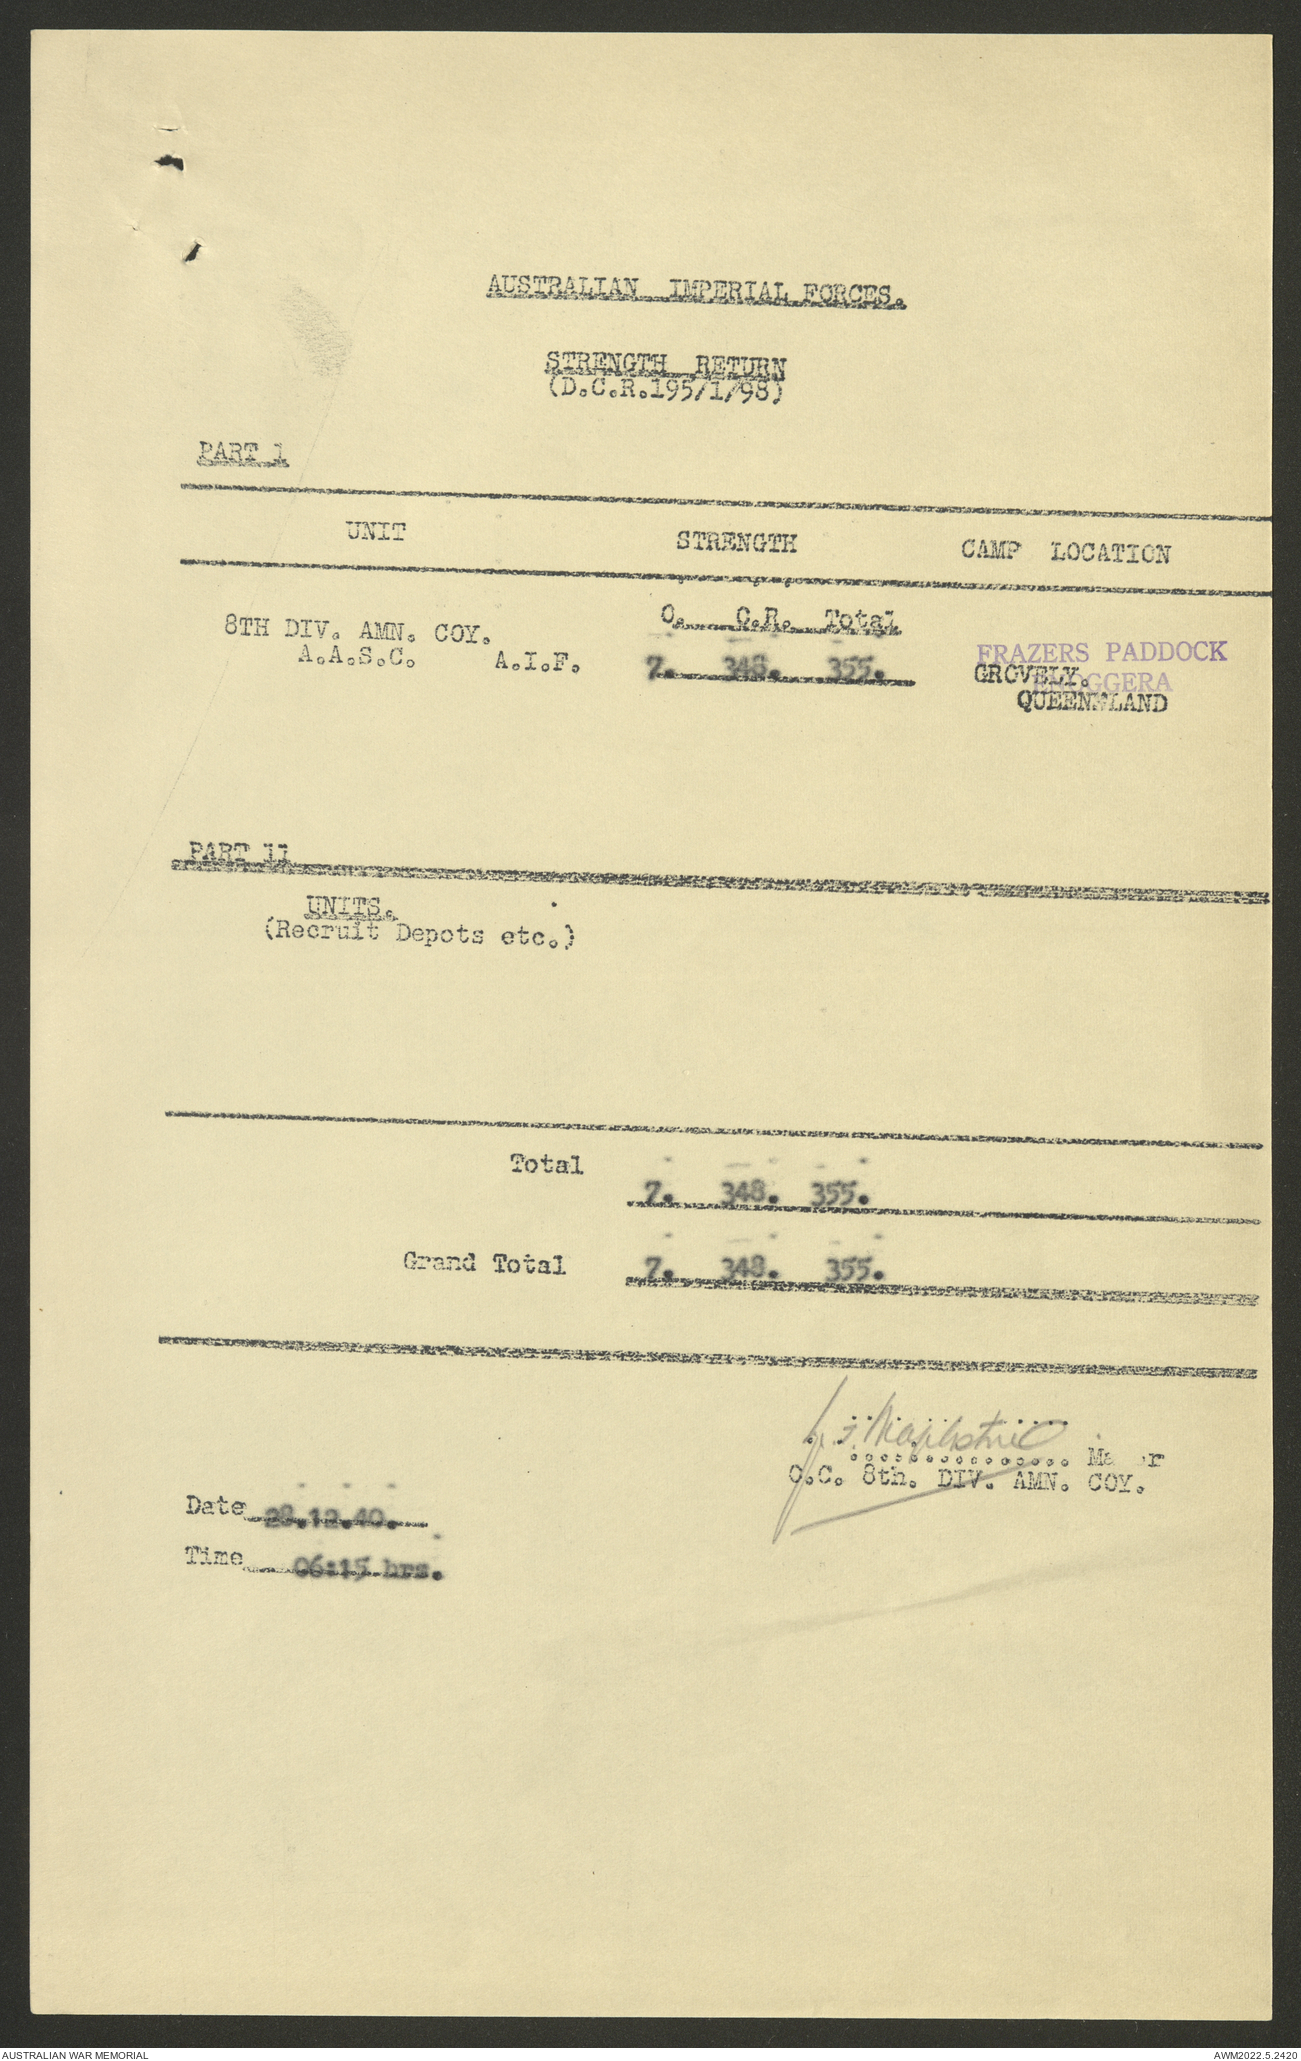 AUSTRALIAN IMPERIAL FORCES.
STRENGTH RETURN
(D.C.R.195/1/98)
PART 1
UNIT STRENGTH CAMP LOCATION
O. O.R. Total
8TH DIV. AMN. COY.
A.A.S.C. A.I.F.
7. 348. 355.
FRAZERS PADDOCK
GROVELY.
QUEENSLAND
PART 11
UNITS.
(Recruit Depots etc.)
Total 7. 348. 355.
Grand Total 7. 348. 355.
O.C. 8th. DIV. AMN. COY.
Date 28.12.40.
Time 06:15 hrs.
AUSTRALIAN WAR MEMORIAL
AWM2022.5.2420